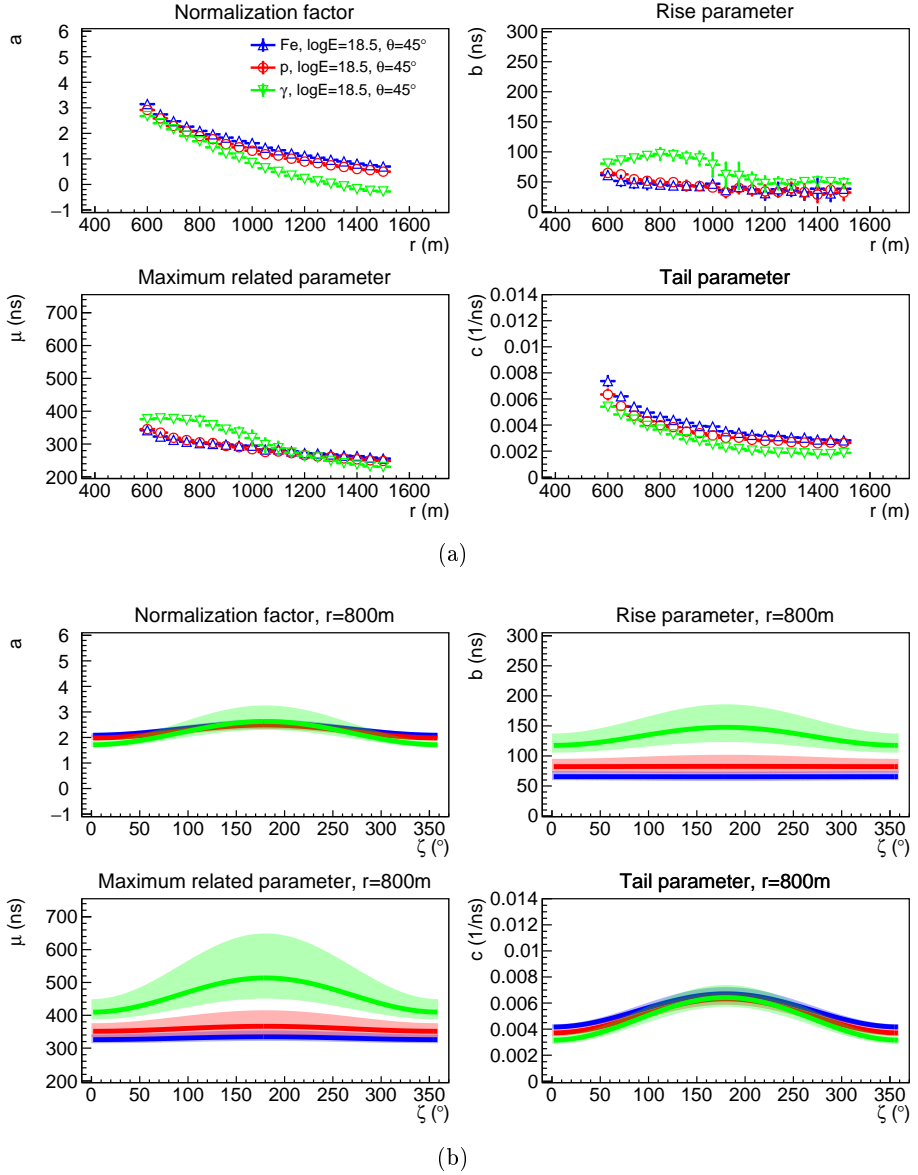 Normalization factor
a
6
5
4
3
2
1
0
−1
Fe, logE=18.5, θ=45°
p, logE=18.5, θ=45°
γ, logE=18.5, θ=45°
400 600 800 1000 1200 1400 1600
r (m)
Rise parameter
b (ns)
300
250
200
150
100
50
0
400 600 800 1000 1200 1400 1600
r (m)
Maximum related parameter
μ (ns)
700
600
500
400
300
200
400 600 800 1000 1200 1400 1600
r (m)
Tail parameter
c (1/ns)
0.014
0.012
0.01
0.008
0.006
0.004
0.002
0
400 600 800 1000 1200 1400 1600
r (m)
(a)
Normalization factor, r=800m
a
6
5
4
3
2
1
0
−1
0 50 100 150 200 250 300 350
ζ (°)
Rise parameter, r=800m
b (ns)
300
250
200
150
100
50
0
0 50 100 150 200 250 300 350
ζ (°)
Maximum related parameter, r=800m
μ (ns)
700
600
500
400
300
200
0 50 100 150 200 250 300 350
ζ (°)
Tail parameter, r=800m
c (1/ns)
0.014
0.012
0.01
0.008
0.006
0.004
0.002
0
0 50 100 150 200 250 300 350
ζ (°)
(b)